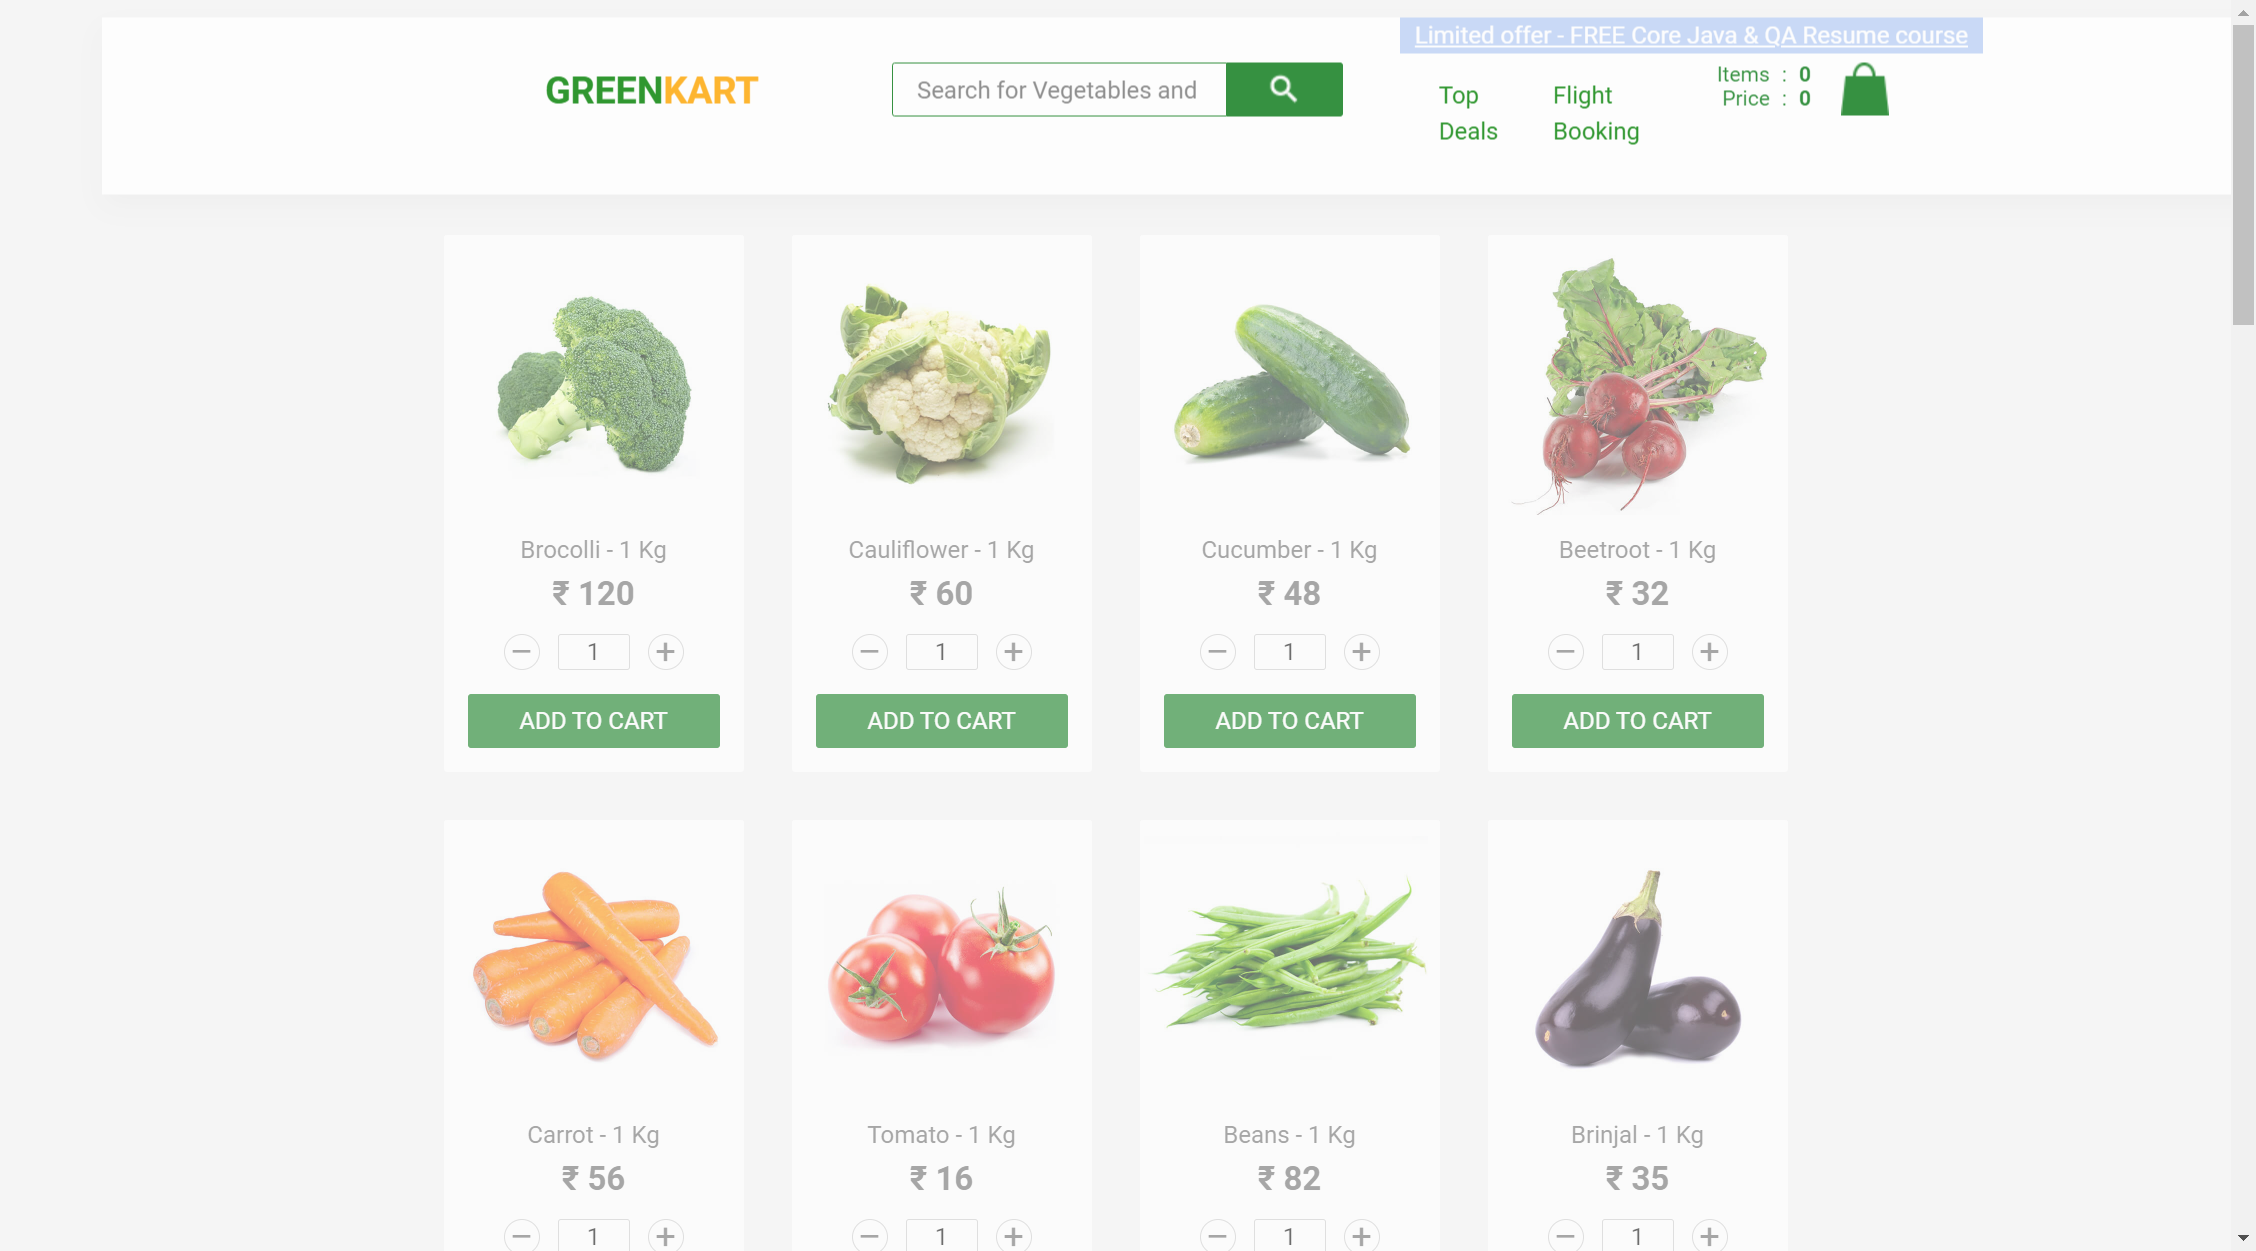 Limited offer - FREE Core Java & QA Resume course
GREENKART
Search for Vegetables and
Top Deals
Flight Booking
Items : 0
Price : 0
Brocolli - 1 Kg
₹ 120
− 1 +
ADD TO CART
Cauliflower - 1 Kg
₹ 60
− 1 +
ADD TO CART
Cucumber - 1 Kg
₹ 48
− 1 +
ADD TO CART
Beetroot - 1 Kg
₹ 32
− 1 +
ADD TO CART
Carrot - 1 Kg
₹ 56
− 1 +
Tomato - 1 Kg
₹ 16
− 1 +
Beans - 1 Kg
₹ 82
− 1 +
Brinjal - 1 Kg
₹ 35
− 1 +